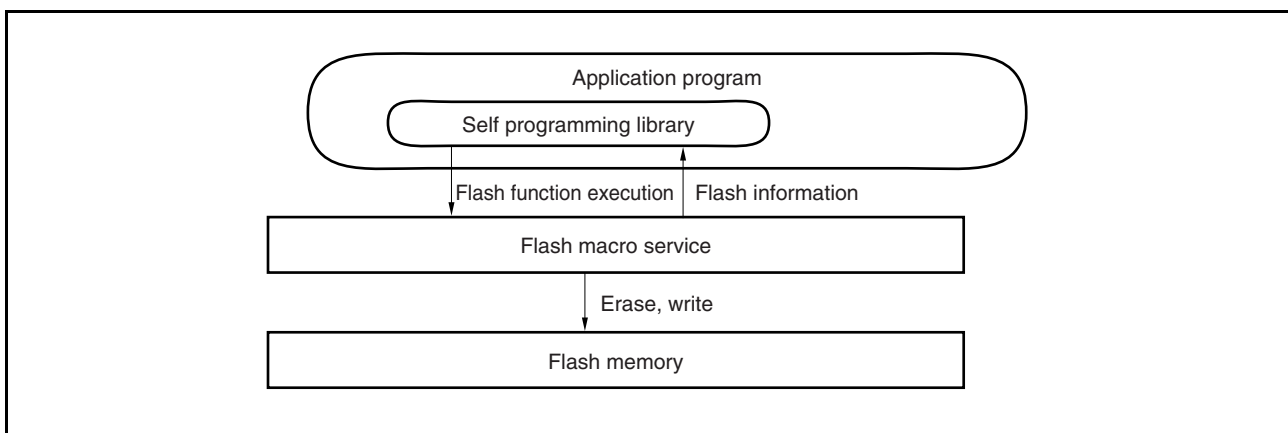 Application program
Self programming library
Flash function execution
Flash information
Flash macro service
Erase, write
Flash memory